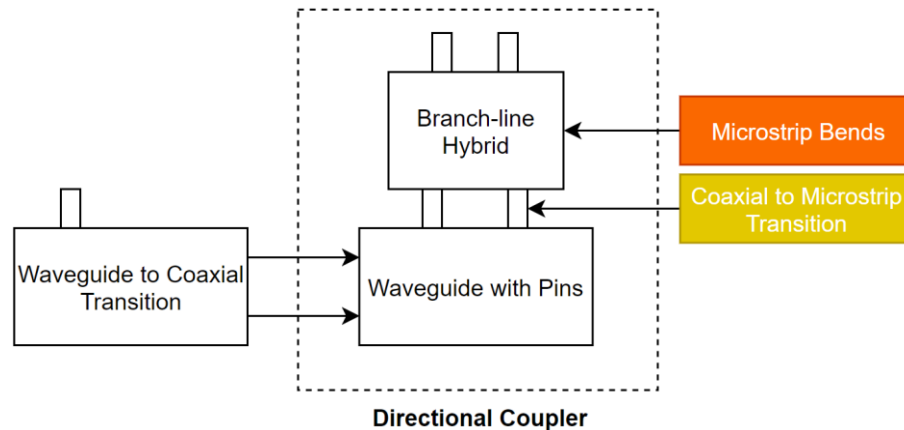 Branch-line
Hybrid
Microstrip Bends
Coaxial to Microstrip
Transition
Waveguide to Coaxial
Transition
Waveguide with Pins
Directional Coupler